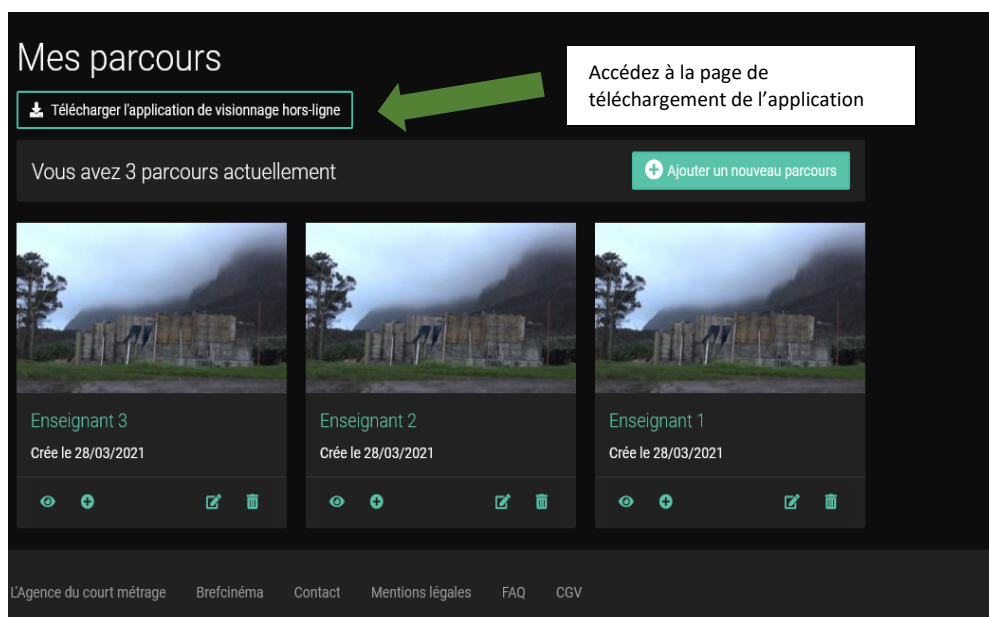 Mes parcours
Accédez à la page de
téléchargement de l’application
Télécharger l'application de visionnage hors-ligne
Vous avez 3 parcours actuellement
Ajouter un nouveau parcours
Enseignant 3
Crée le 28/03/2021
Enseignant 2
Crée le 28/03/2021
Enseignant 1
Crée le 28/03/2021
L'Agence du court métrage Brefcinéma Contact Mentions légales FAQ CGV